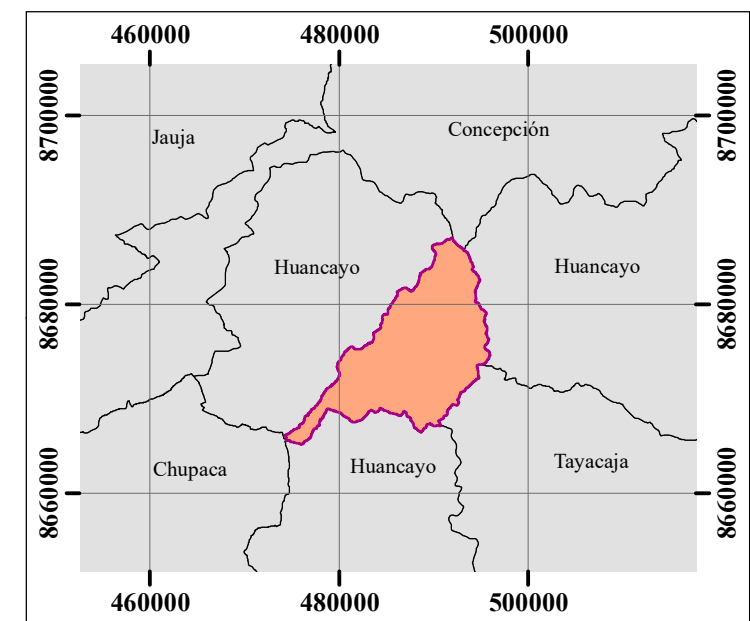 460000 480000 500000
8700000 8700000
Jauja Concepción
Huancayo Huancayo
8680000 8680000
Chupaca Huancayo Tayacaja
8660000 8660000
460000 480000 500000